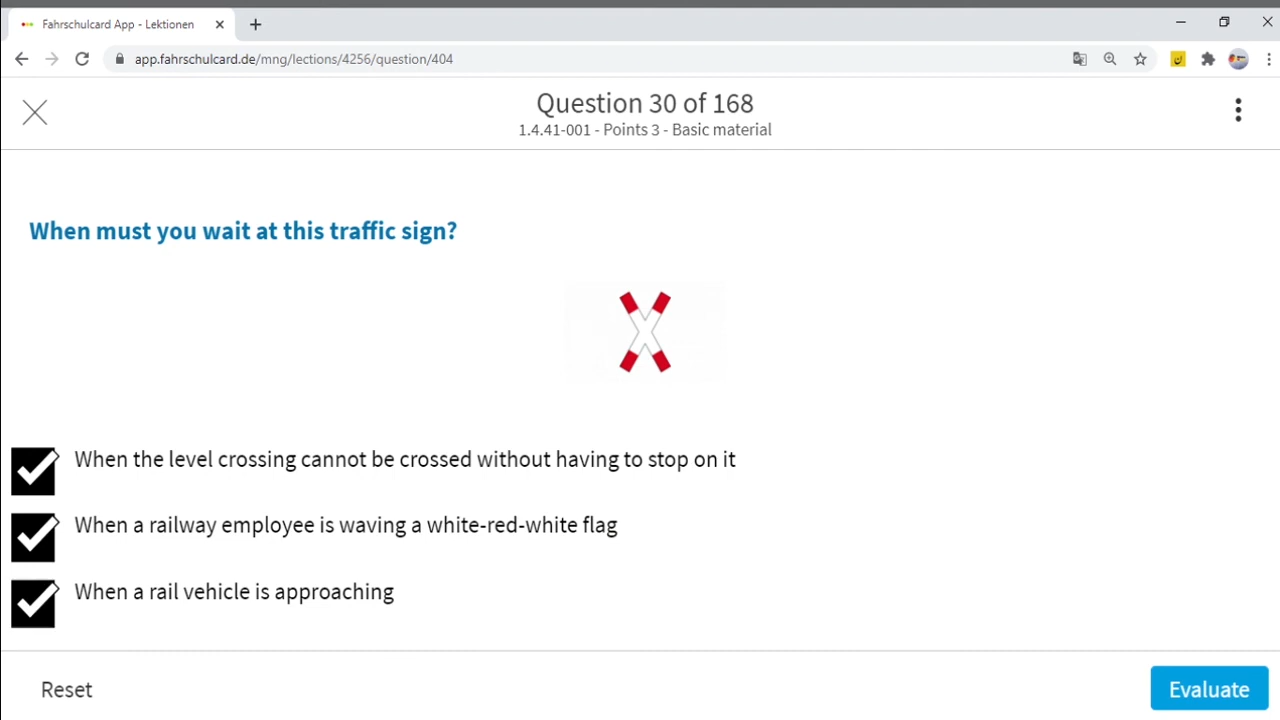 Fahrschulcard App - Lektionen
app.fahrschulcard.de/mng/lections/4256/question/404
Question 30 of 168
1.4.41-001 - Points 3 - Basic material
When must you wait at this traffic sign?
When the level crossing cannot be crossed without having to stop on it
When a railway employee is waving a white-red-white flag
When a rail vehicle is approaching
Reset
Evaluate